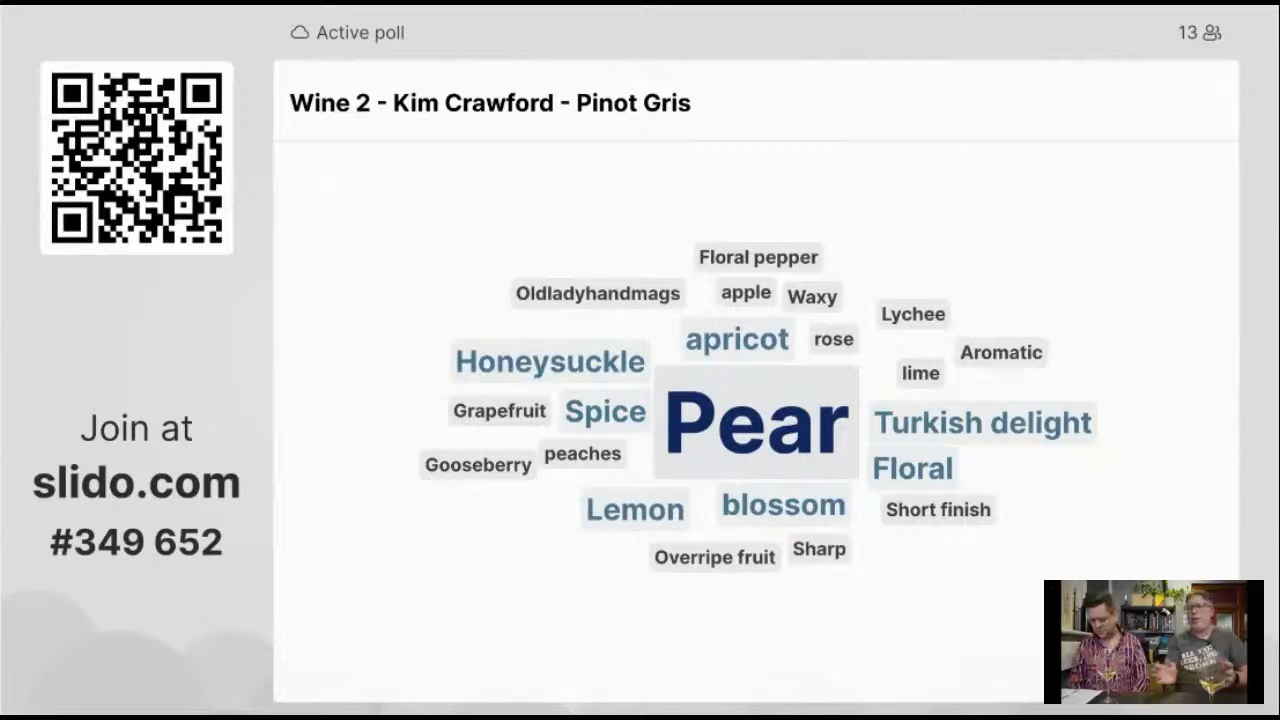 Active poll
13
Wine 2 - Kim Crawford - Pinot Gris
Floral pepper
Oldladyhandmags
apple
Waxy
Lychee
apricot
rose
Aromatic
Honeysuckle
lime
Grapefruit
Spice
Pear
Turkish delight
Gooseberry
peaches
Floral
Lemon
blossom
Short finish
Overripe fruit
Sharp
Join at
slido.com
#349 652
ALL THE